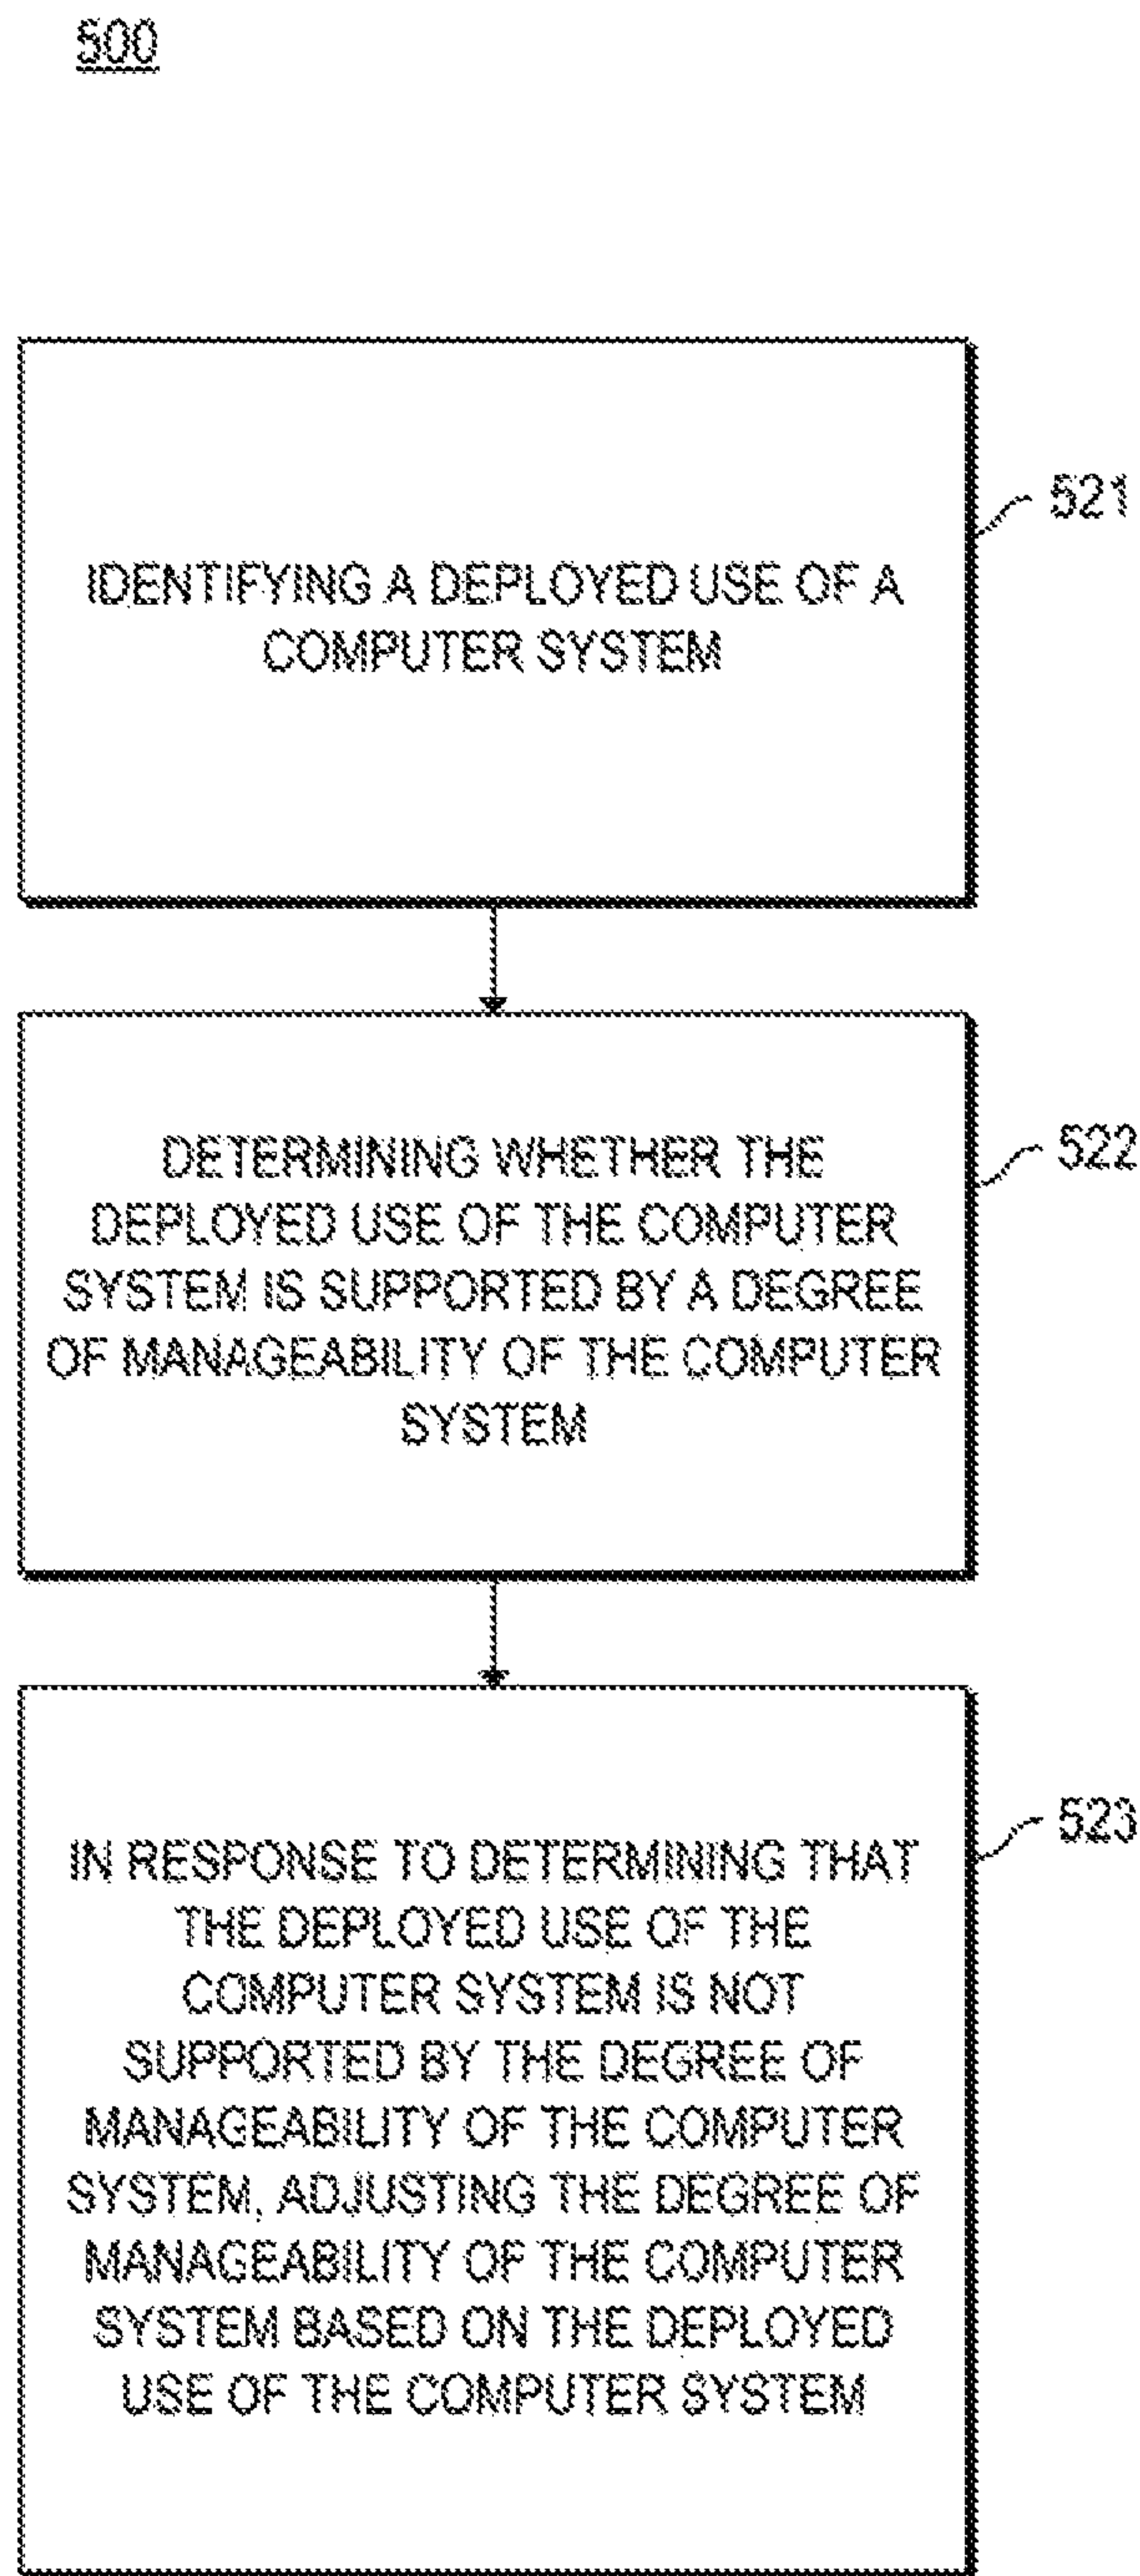 500
IDENTIFYING A DEPLOYED USE OF A
COMPUTER SYSTEM
521
DETERMINING WHETHER THE
DEPLOYED USE OF THE COMPUTER
SYSTEM IS SUPPORTED BY A DEGREE
OF MANAGEABILITY OF THE COMPUTER
SYSTEM
522
IN RESPONSE TO DETERMINING THAT
THE DEPLOYED USE OF THE
COMPUTER SYSTEM IS NOT
SUPPORTED BY THE DEGREE OF
MANAGEABILITY OF THE COMPUTER
SYSTEM, ADJUSTING THE DEGREE OF
MANAGEABILITY OF THE COMPUTER
SYSTEM BASED ON THE DEPLOYED
USE OF THE COMPUTER SYSTEM
523